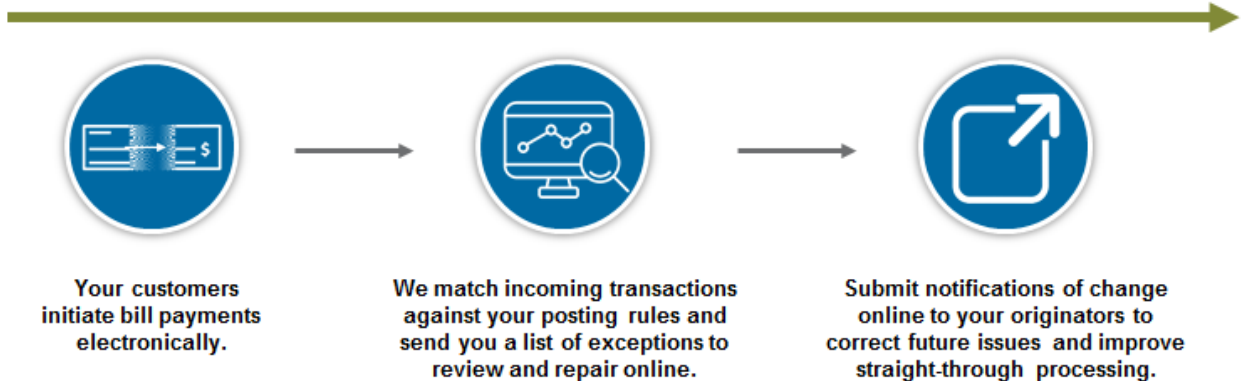 $
Your customers
initiate bill payments
electronically.
We match incoming transactions
against your posting rules and
send you a list of exceptions to
review and repair online.
Submit notifications of change
online to your originators to
correct future issues and improve
straight-through processing.